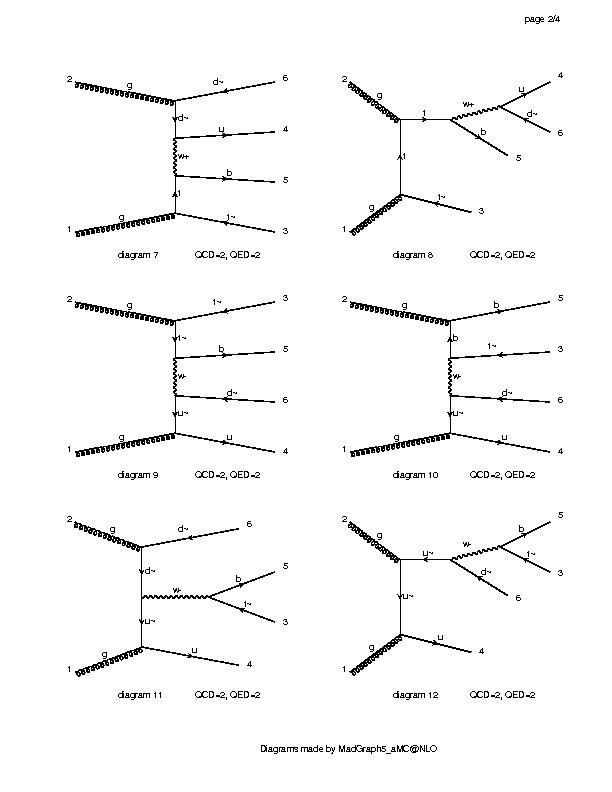 page 2/4
2
g
d~
6
d~
u
4
w+
b
5
t
1
g
t~
3
diagram 7 QCD=2, QED=2
2
g
t
w+
u
4
d~
6
b
5
t
1
g
t~
3
diagram 8 QCD=2, QED=2
2
g
t~
3
t~
b
5
w-
d~
6
u~
1
g
u
4
diagram 9 QCD=2, QED=2
2
g
b
5
b
t~
3
w-
d~
6
u~
1
g
u
4
diagram 10 QCD=2, QED=2
2
g
d~
6
d~
w-
b
5
t~
3
u~
1
g
u
4
diagram 11 QCD=2, QED=2
2
g
u~
w-
b
5
t~
3
d~
6
u~
1
g
u
4
diagram 12 QCD=2, QED=2
Diagrams made by MadGraph5_aMC@NLO